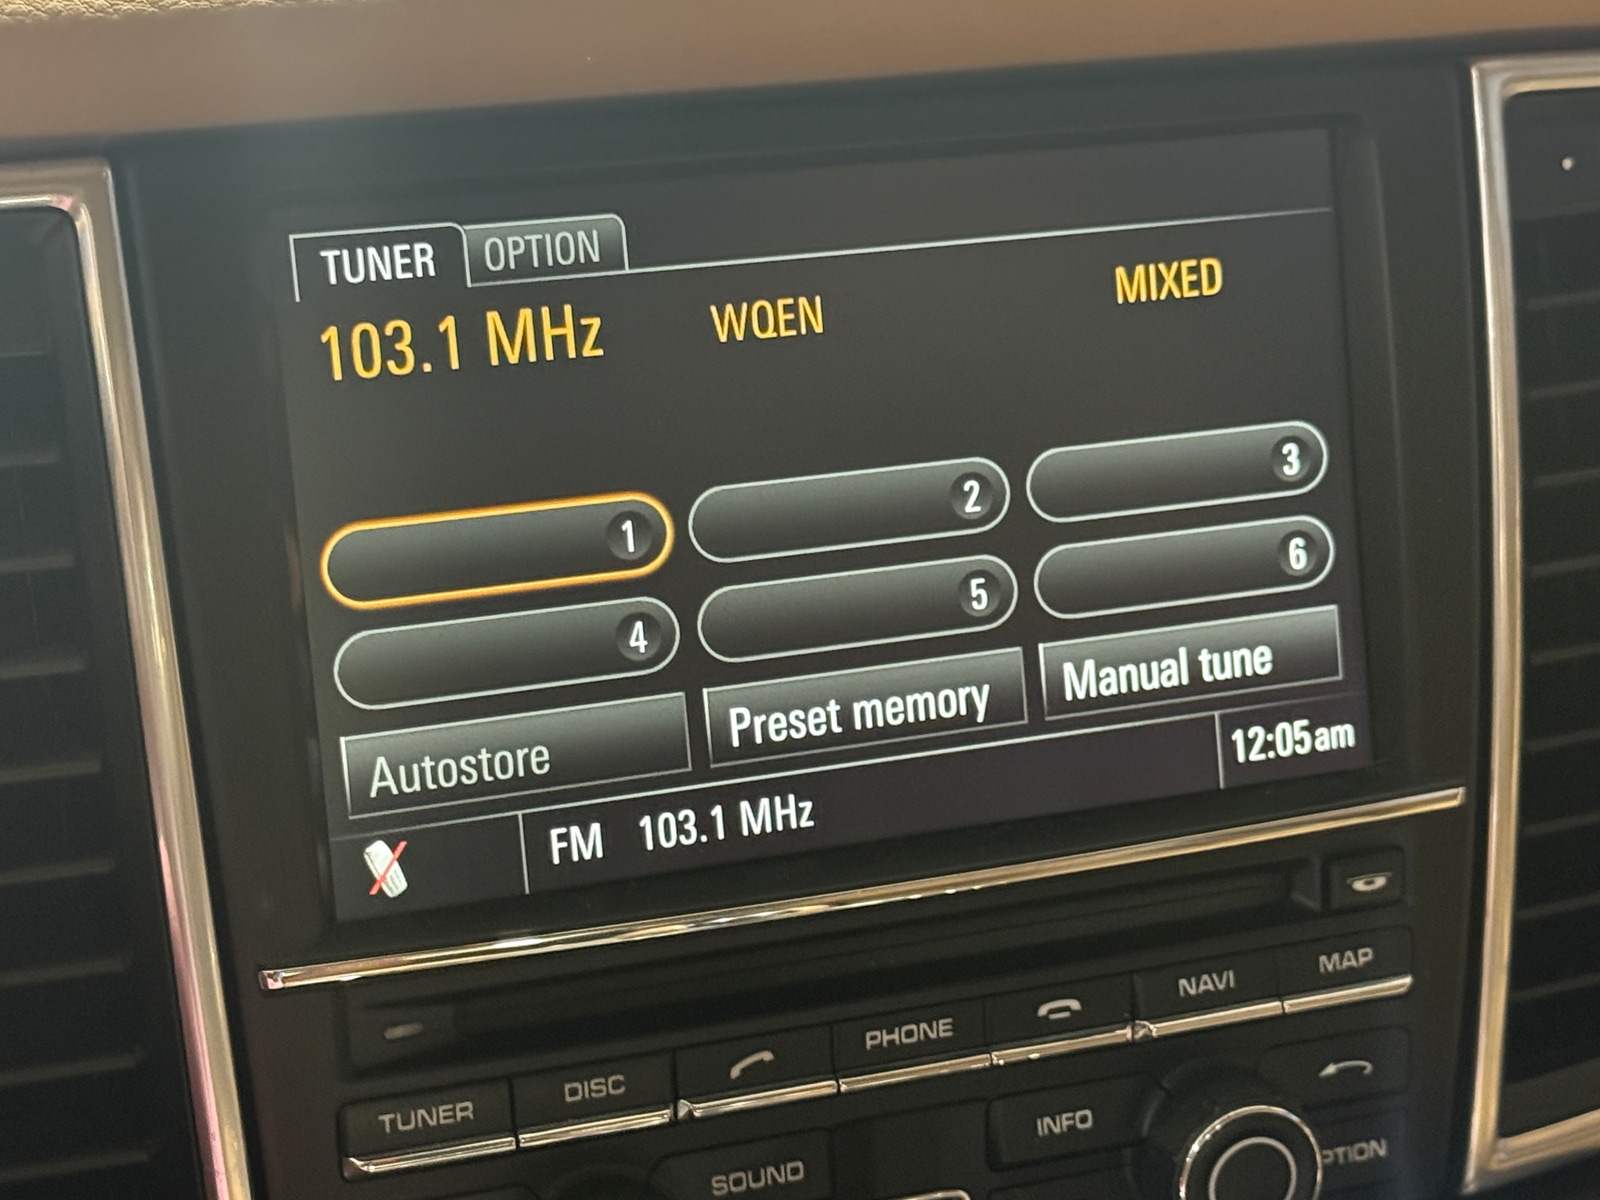 TUNER OPTION
103.1 MHz WQEN MIXED
1 2 3
4 5 6
Autostore Preset memory Manual tune
FM 103.1 MHz 12:05am
TUNER DISC PHONE NAVI MAP
SOUND INFO PTION